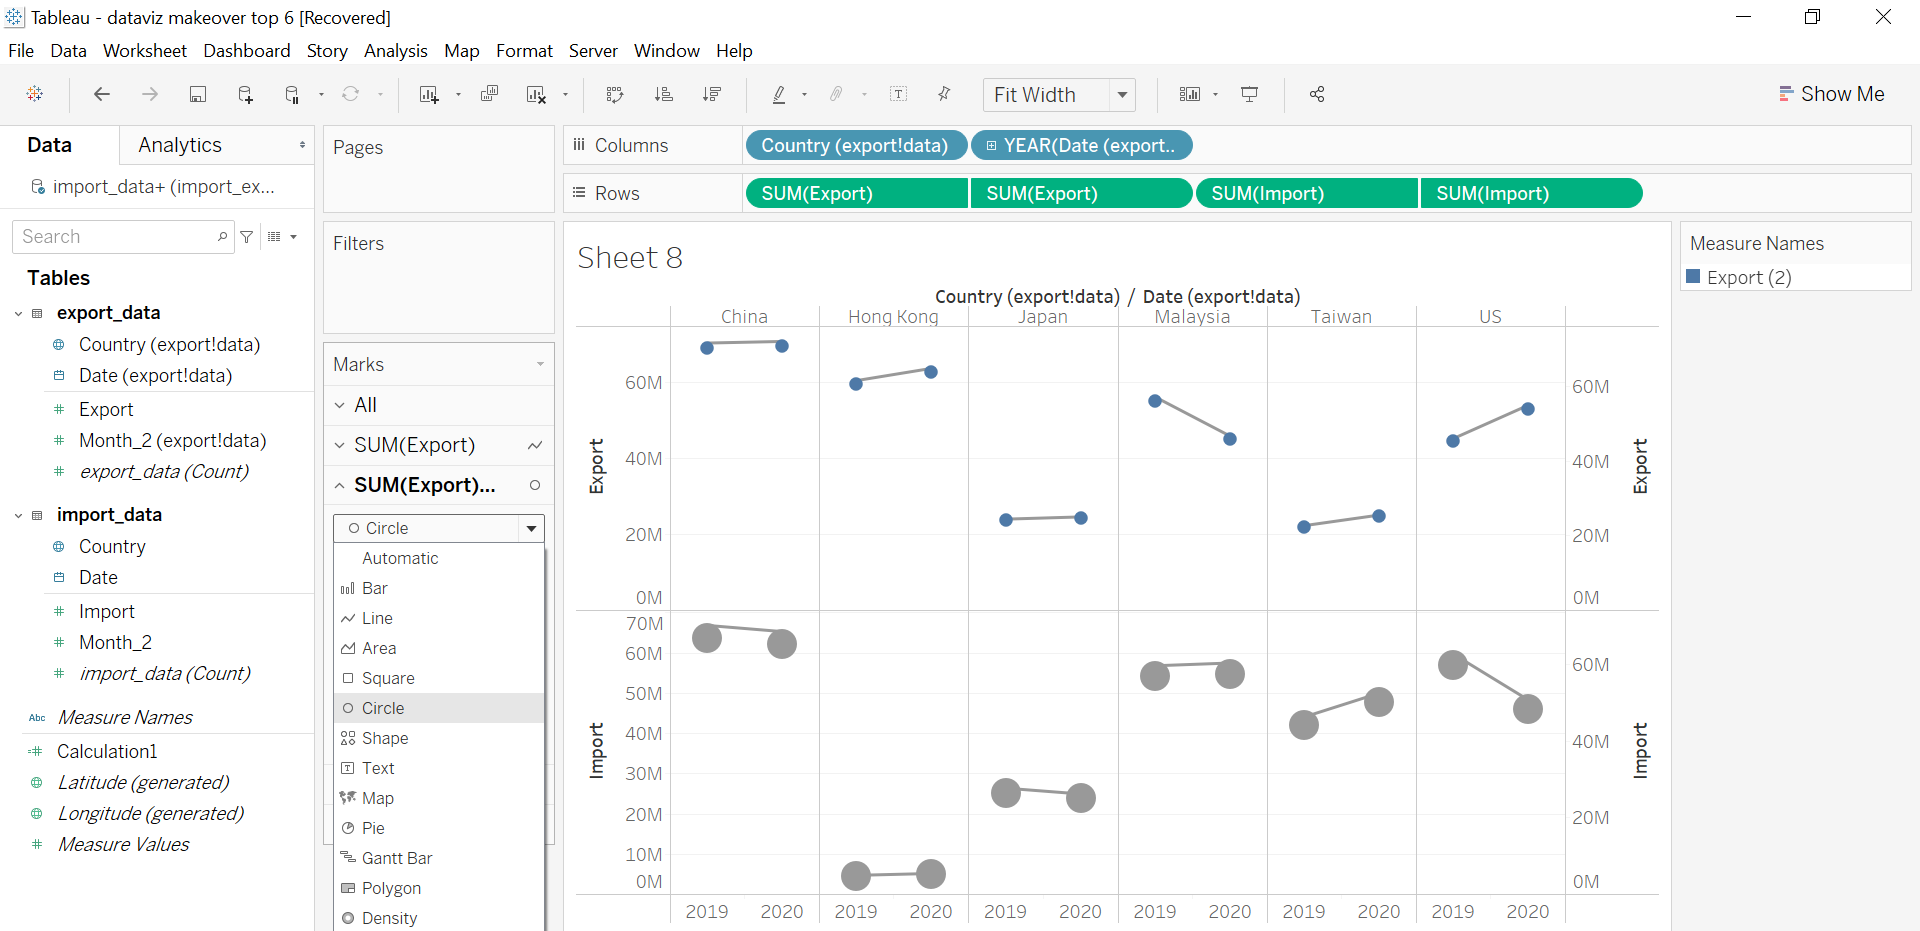 Tableau - dataviz makeover top 6 [Recovered]
File Data Worksheet Dashboard Story Analysis Map Format Server Window Help
Fit Width
Show Me
Data
Analytics
import_data+ (import_ex...
Search
Tables
export_data
Country (export!data)
Date (export!data)
Export
Month_2 (export!data)
export_data (Count)
import_data
Country
Date
Import
Month_2
import_data (Count)
Abc Measure Names
Calculation1
Latitude (generated)
Longitude (generated)
Measure Values
Pages
Filters
Marks
All
SUM(Export)
SUM(Export)...
Circle
Automatic
Bar
Line
Area
Square
Circle
Shape
Text
Map
Pie
Gantt Bar
Polygon
Density
Columns
Country (export!data)
YEAR(Date (export..
Rows
SUM(Export)
SUM(Export)
SUM(Import)
SUM(Import)
Sheet 8
Country (export!data) / Date (export!data)
China Hong Kong Japan Malaysia Taiwan US
Export
60M
40M
20M
0M
60M
40M
20M
0M
Export
Import
70M
60M
50M
40M
30M
20M
10M
0M
60M
40M
20M
0M
Import
2019 2020 2019 2020 2019 2020 2019 2020 2019 2020 2019 2020
Measure Names
Export (2)